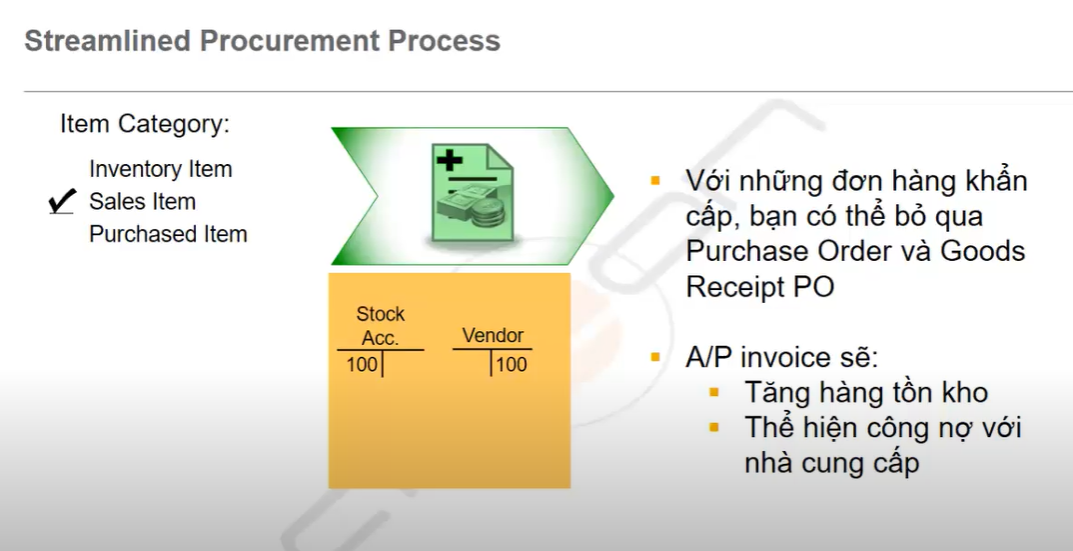 Streamlined Procurement Process
Item Category:
Inventory Item
Sales Item
Purchased Item
Stock
Acc.
100
Vendor
100
Với những đơn hàng khẩn
cấp, bạn có thể bỏ qua
Purchase Order và Goods
Receipt PO
A/P invoice sẽ:
Tăng hàng tồn kho
Thể hiện công nợ với
nhà cung cấp